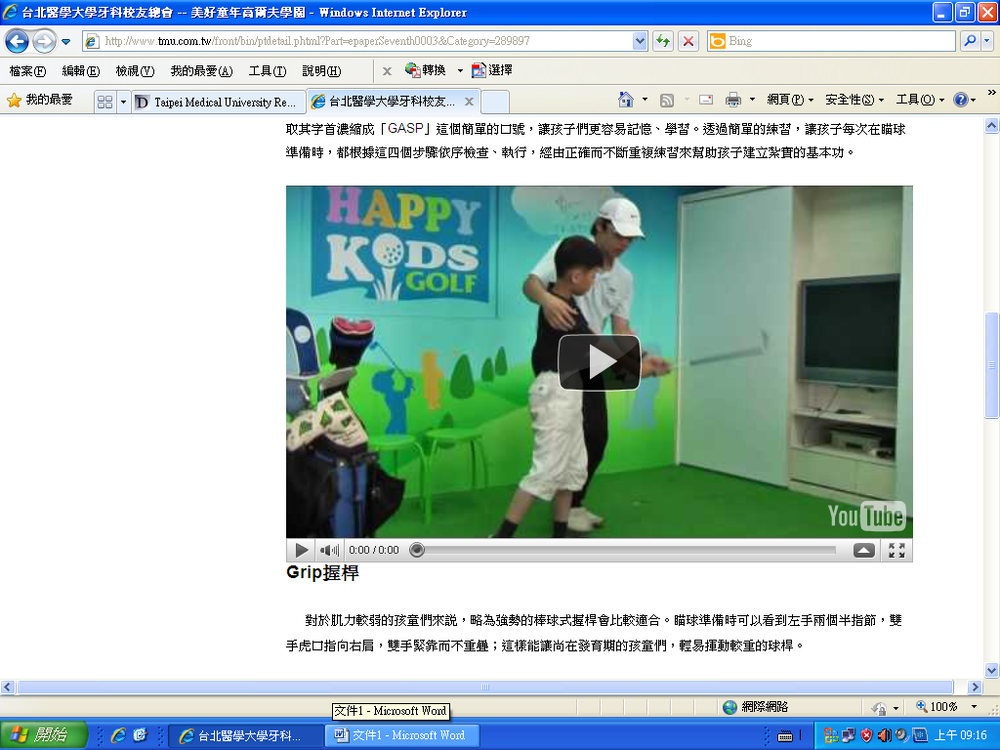 台北醫學大學牙科校友總會 -- 美好童年高爾夫學園 - Windows Internet Explorer
http://www.tmu.com.tw/front/bin/ptdetail.phtml?Part=epaperSeventh0003&Category=289897
Bing
檔案(F) 編輯(E) 檢視(V) 我的最愛(A) 工具(T) 說明(H)
x 轉換 選擇
我的最愛
Taipei Medical University Re...
台北醫學大學牙科校友...
網頁(P) 安全性(S) 工具(O)
取其字首濃縮成「GASP」這個簡單的口號，讓孩子們更容易記憶、學習。透過簡單的練習，讓孩子每次在瞄球
準備時，都根據這四個步驟依序檢查、執行，經由正確而不斷重複練習來幫助孩子建立紮實的基本功。
HAPPY
KIDS
GOLF
YouTube
0:00 / 0:00
Grip握桿
對於肌力較弱的孩童們來說，略為強勢的棒球式握桿會比較適合。瞄球準備時可以看到左手兩個半指節，雙
手虎口指向右肩，雙手緊靠而不重疊；這樣能讓尚在發育期的孩童們，輕易揮動較重的球桿。
網際網路
100%
文件1 - Microsoft Word
開始
台北醫學大學牙科...
文件1 - Microsoft Word
上午 09:16